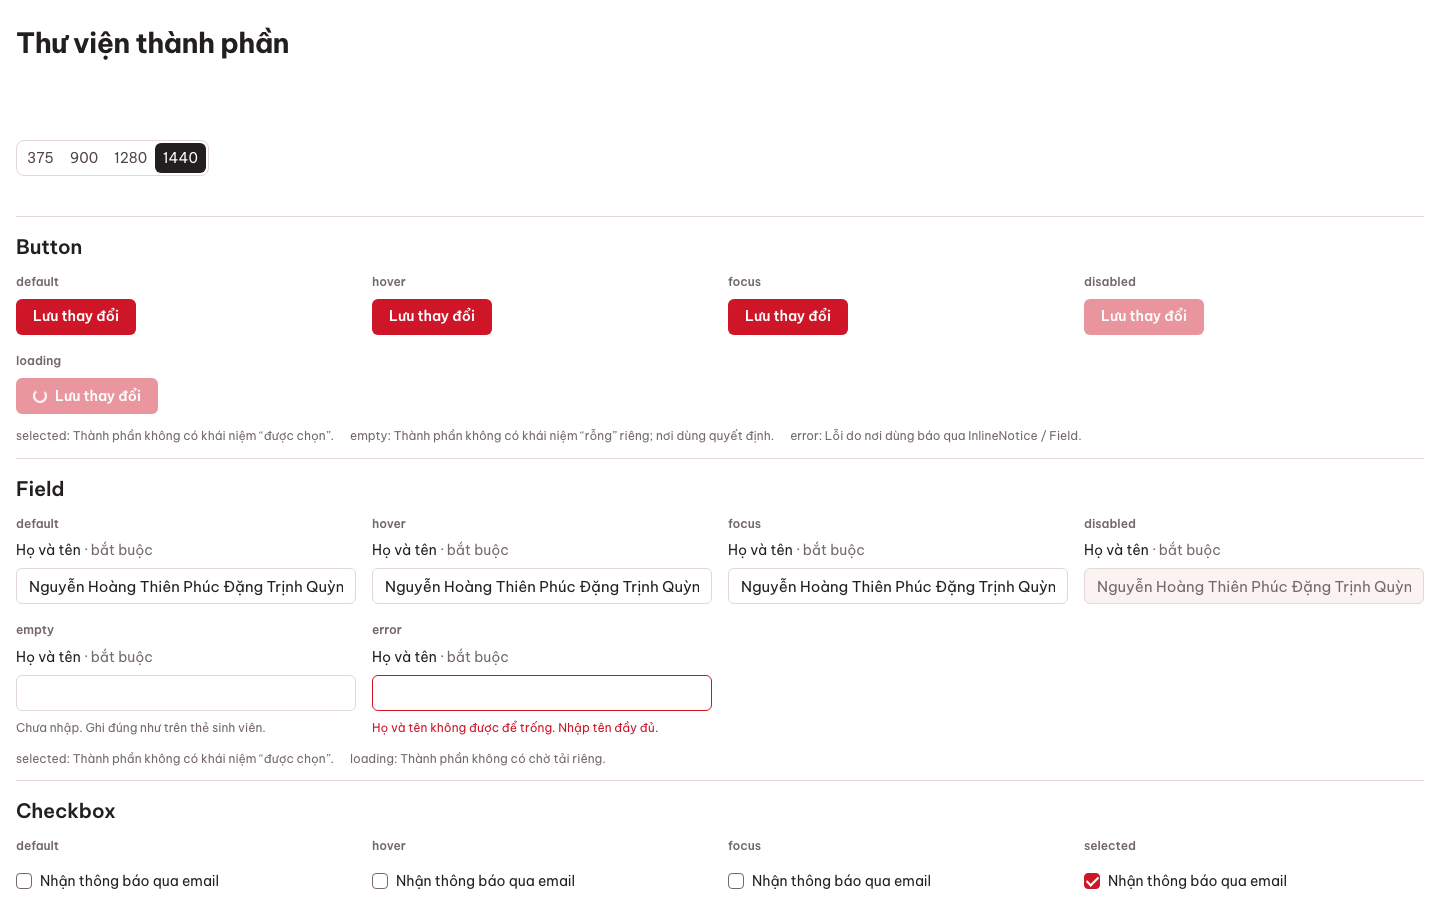 Thư viện thành phần
375 900 1280 1440
Button
default hover focus disabled
Lưu thay đổi Lưu thay đổi Lưu thay đổi Lưu thay đổi
loading
Lưu thay đổi
selected: Thành phần không có khái niệm “được chọn”. empty: Thành phần không có khái niệm “rỗng” riêng; nơi dùng quyết định. error: Lỗi do nơi dùng báo qua InlineNotice / Field.
Field
default hover focus disabled
Họ và tên · bắt buộc Họ và tên · bắt buộc Họ và tên · bắt buộc Họ và tên · bắt buộc
Nguyễn Hoàng Thiên Phúc Đặng Trịnh Quỳn Nguyễn Hoàng Thiên Phúc Đặng Trịnh Quỳn Nguyễn Hoàng Thiên Phúc Đặng Trịnh Quỳn Nguyễn Hoàng Thiên Phúc Đặng Trịnh Quỳn
empty error
Họ và tên · bắt buộc Họ và tên · bắt buộc
Chưa nhập. Ghi đúng như trên thẻ sinh viên. Họ và tên không được để trống. Nhập tên đầy đủ.
selected: Thành phần không có khái niệm “được chọn”. loading: Thành phần không có chờ tải riêng.
Checkbox
default hover focus selected
Nhận thông báo qua email Nhận thông báo qua email Nhận thông báo qua email Nhận thông báo qua email